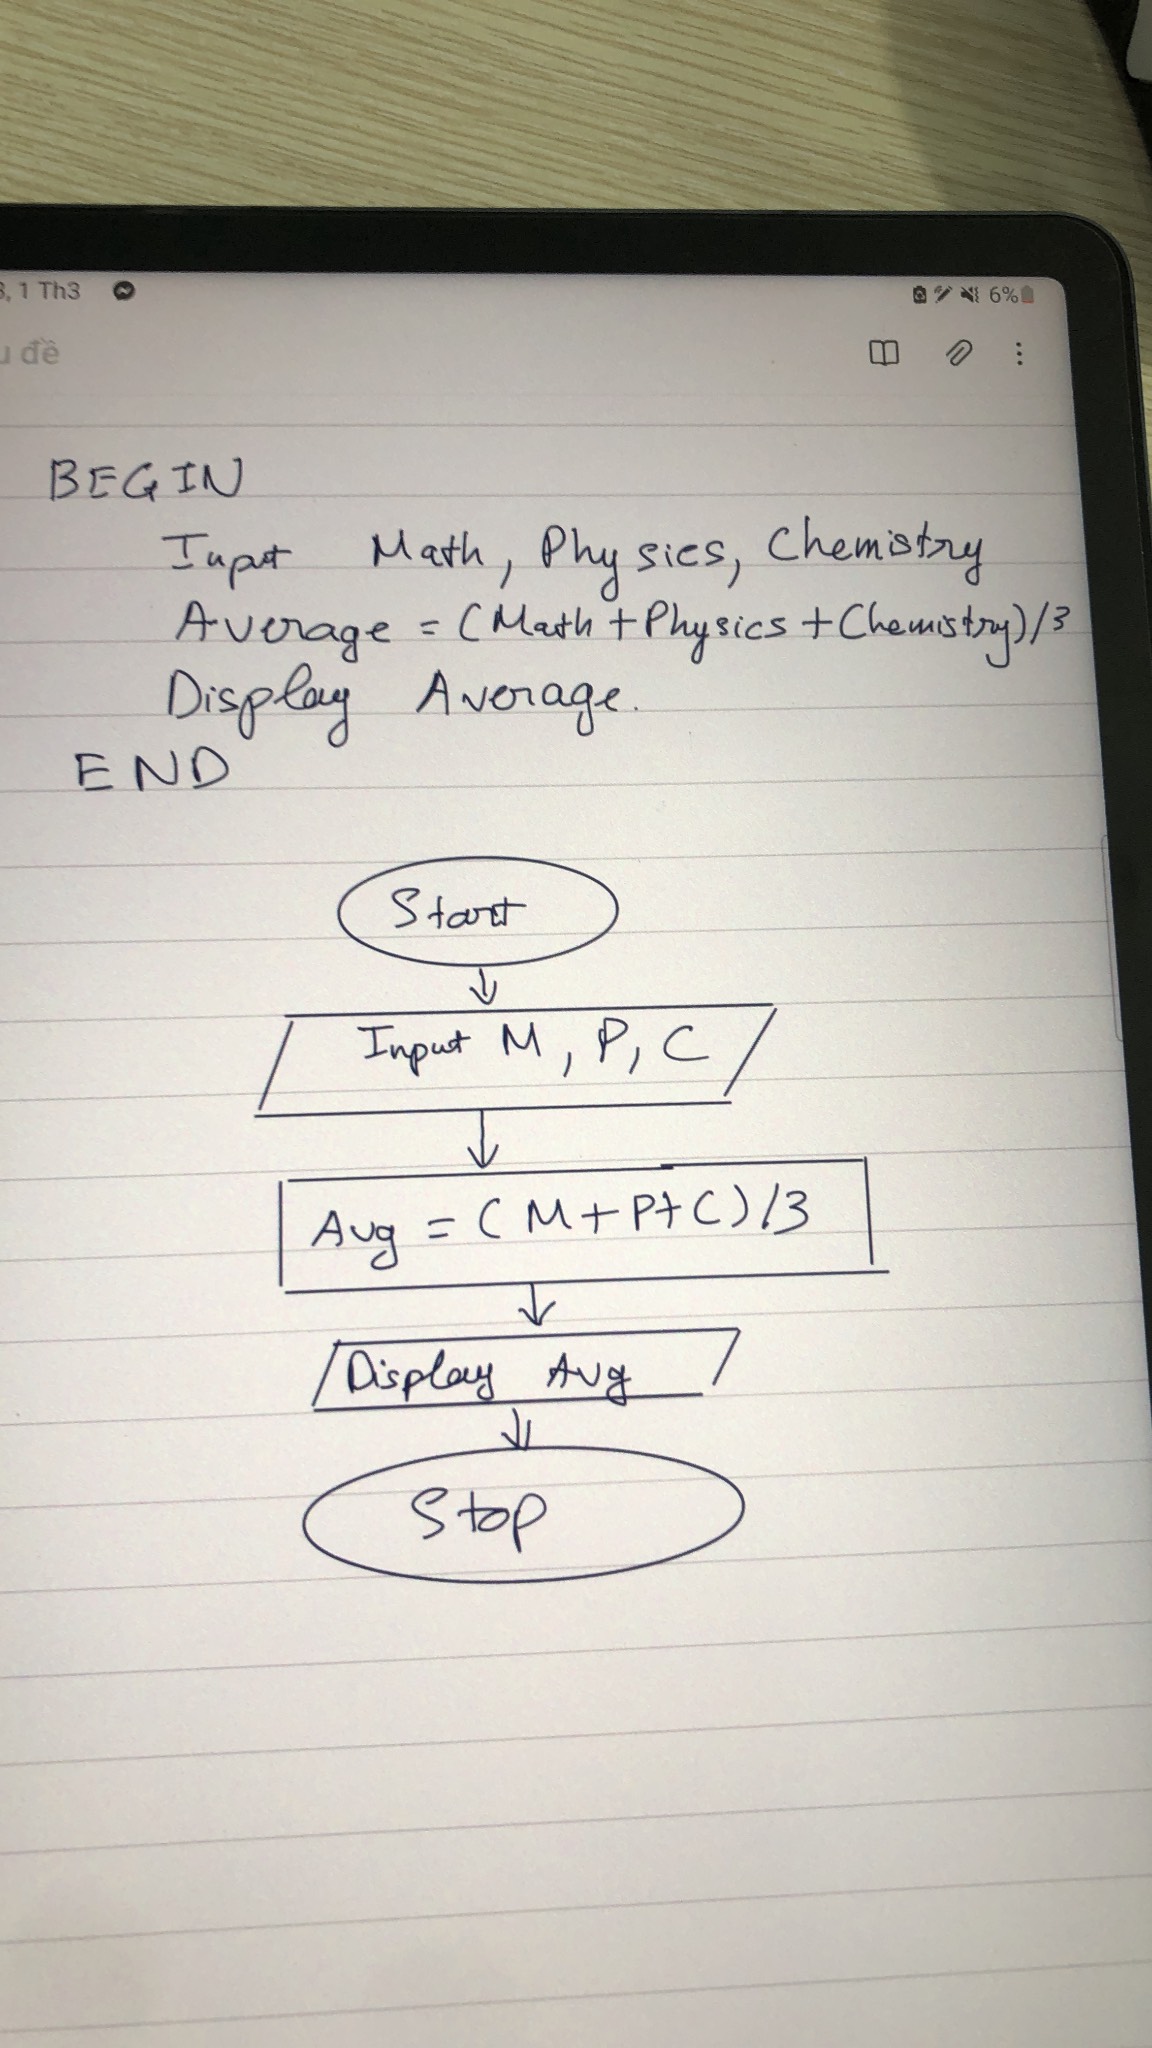 3, 1 Th3 6%
u đề
BEGIN
Input Math, Physics, Chemistry
Average = (Math + Physics + Chemistry)/3
Display Average.
END
Start
Input M, P, C
Avg = (M+P+C)/3
Display Avg
Stop